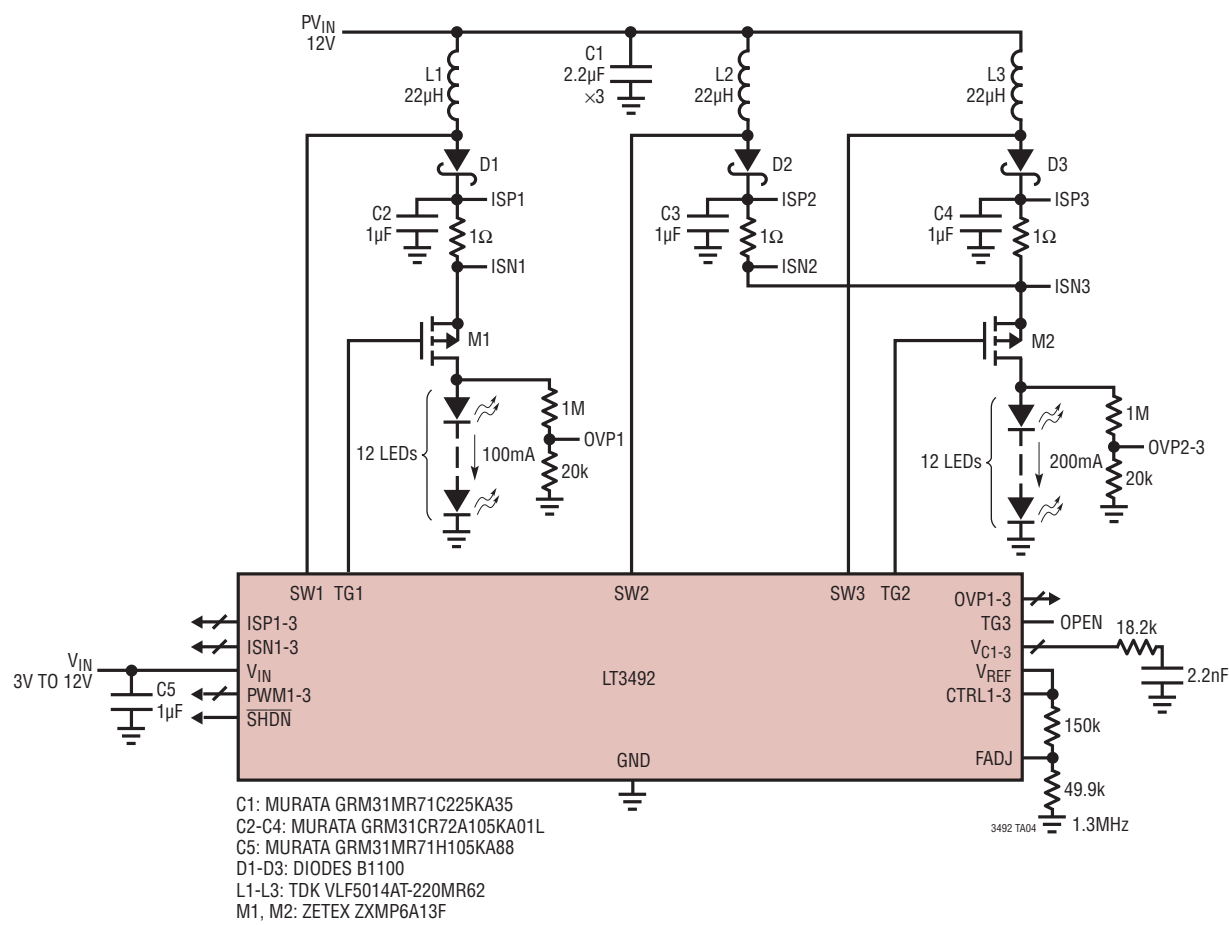 PVIN
12V
C1
2.2µF
×3
L1
22µH
L2
22µH
L3
22µH
D1
D2
D3
ISP1
ISP2
ISP3
C2
1µF
1Ω
C3
1µF
1Ω
C4
1µF
1Ω
ISN1
ISN2
ISN3
M1
M2
1M
1M
12 LEDs
100mA
OVP1
20k
12 LEDs
200mA
OVP2-3
20k
SW1 TG1
SW2
SW3 TG2
OVP1-3
ISP1-3
TG3
OPEN
18.2k
ISN1-3
VC1-3
VIN
3V TO 12V
VIN
LT3492
VREF
2.2nF
C5
1µF
PWM1-3
CTRL1-3
SHDN
150k
GND
FADJ
49.9k
3492 TA04
1.3MHz
C1: MURATA GRM31MR71C225KA35
C2-C4: MURATA GRM31CR72A105KA01L
C5: MURATA GRM31MR71H105KA88
D1-D3: DIODES B1100
L1-L3: TDK VLF5014AT-220MR62
M1, M2: ZETEX ZXMP6A13F